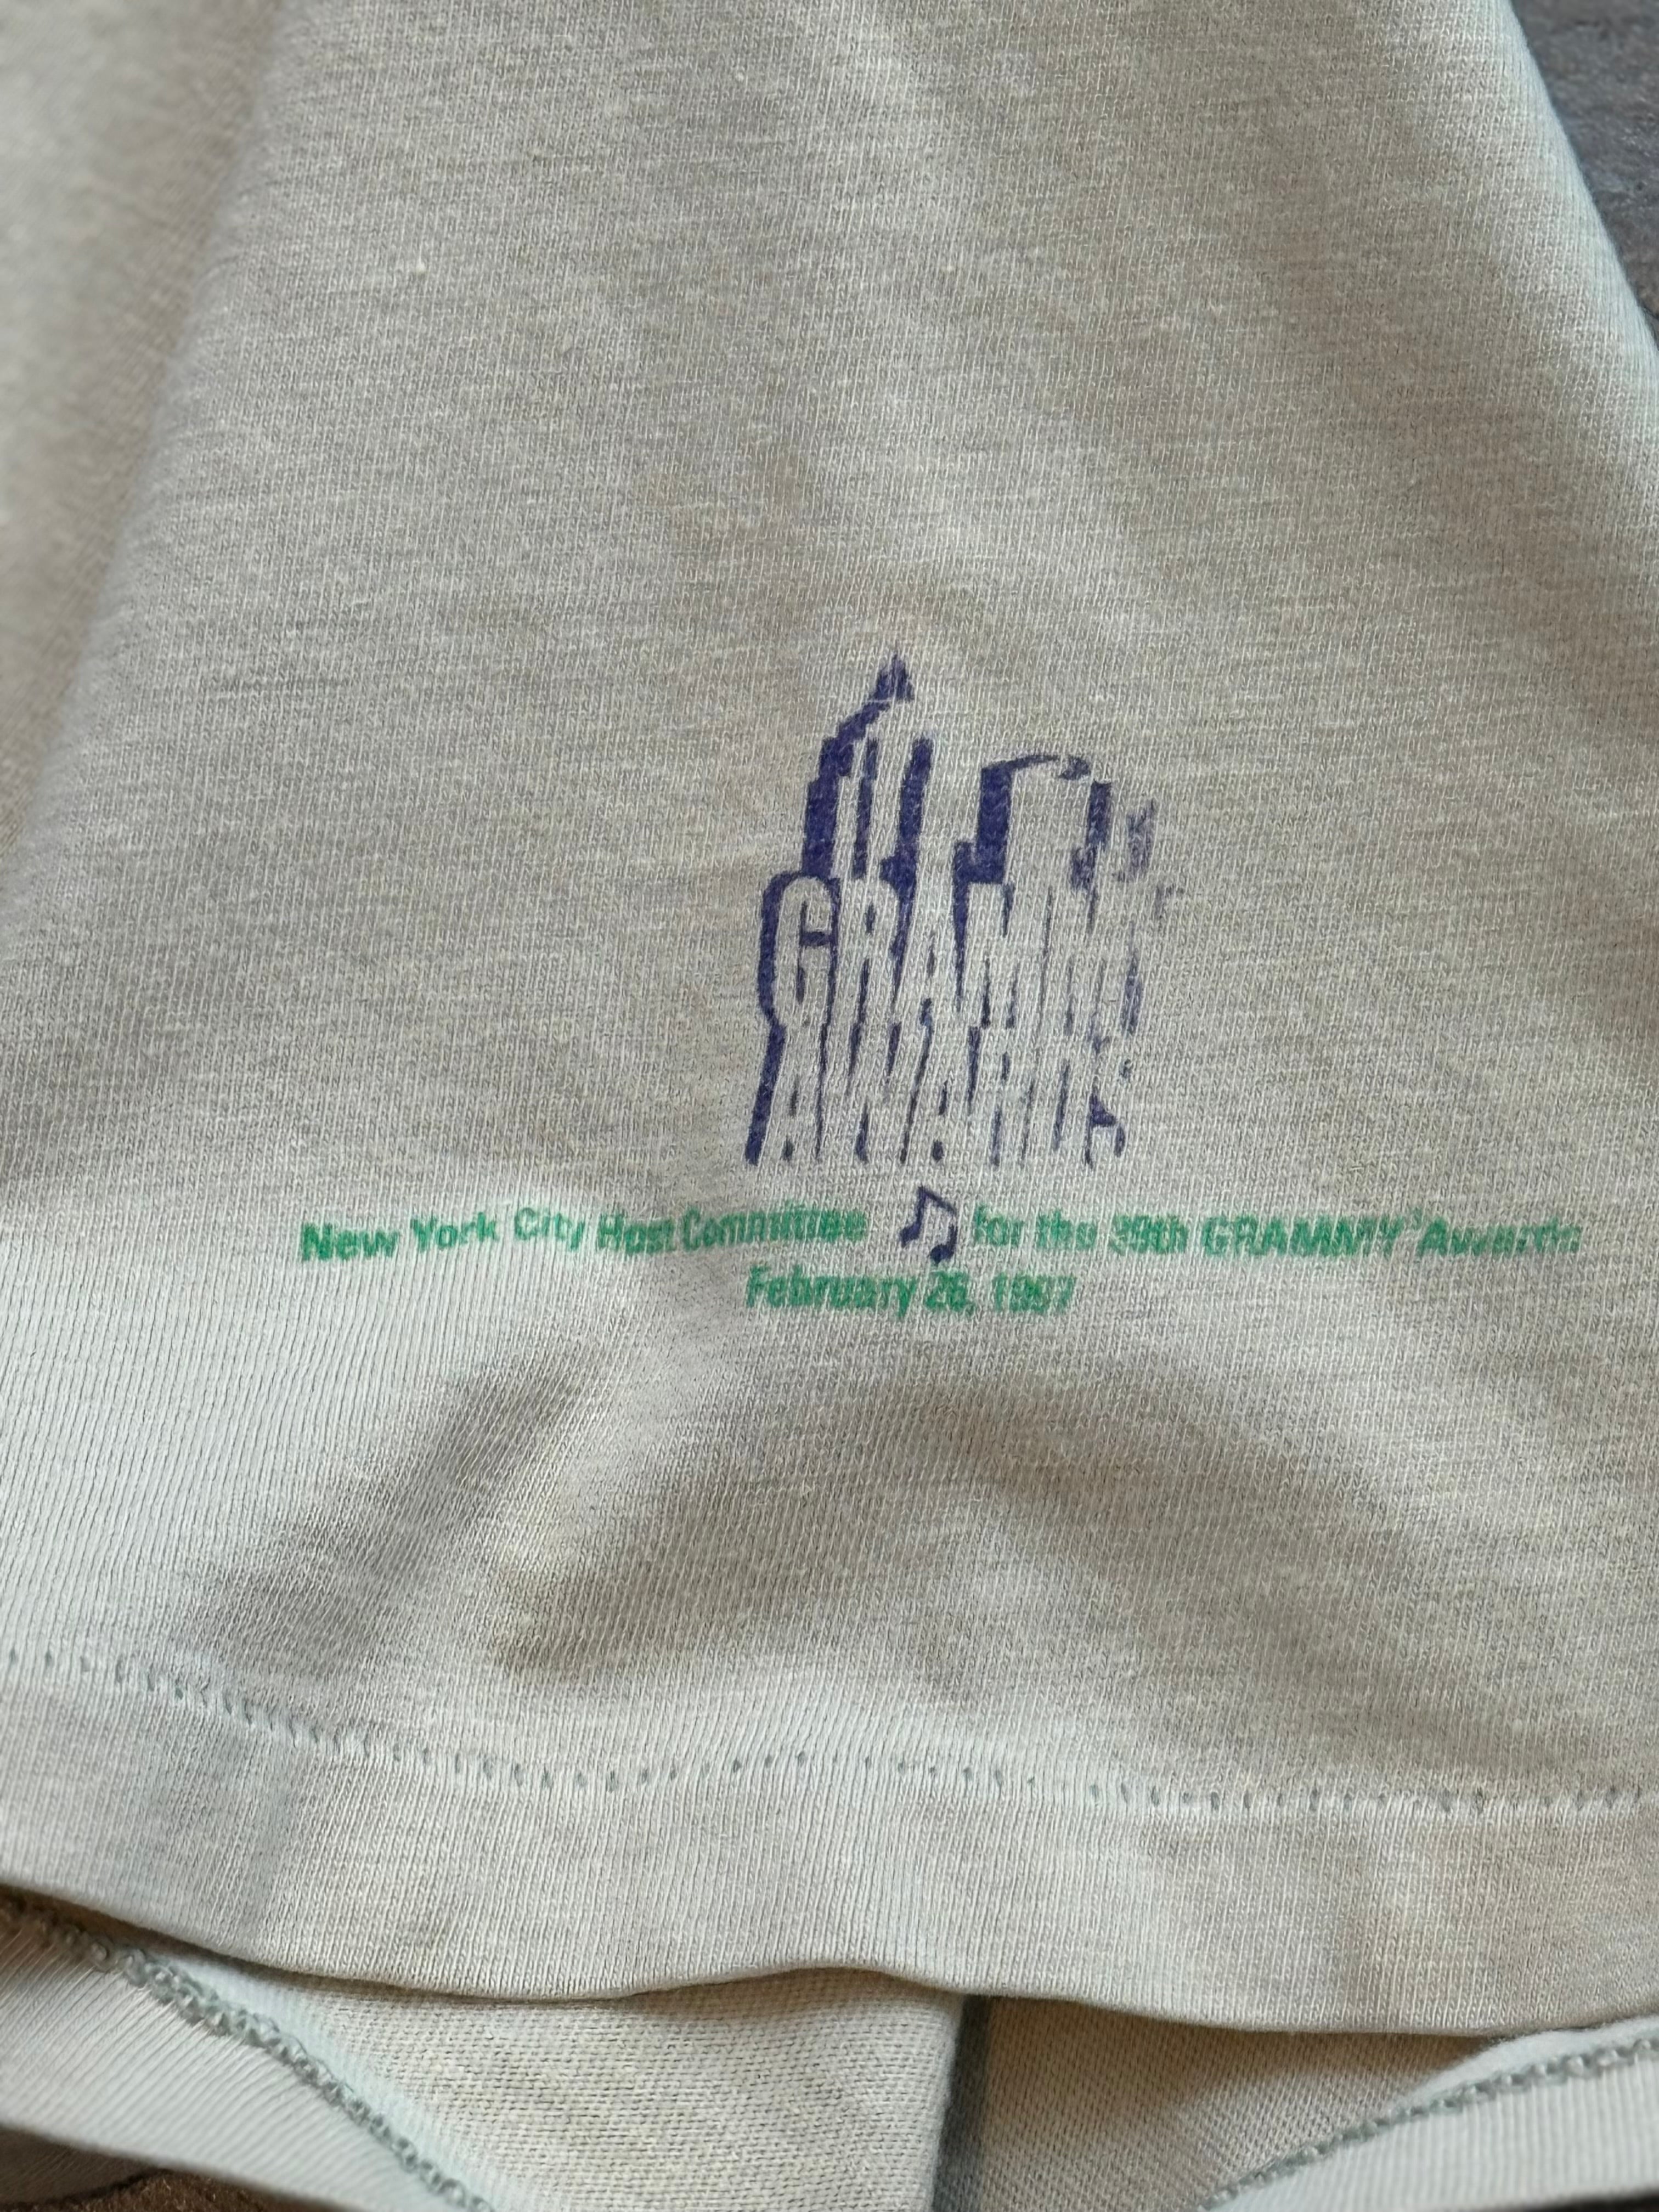 GRAMMY
AWARDS
New York City Host Committee for the 39th GRAMMY® Awards
February 26, 1997